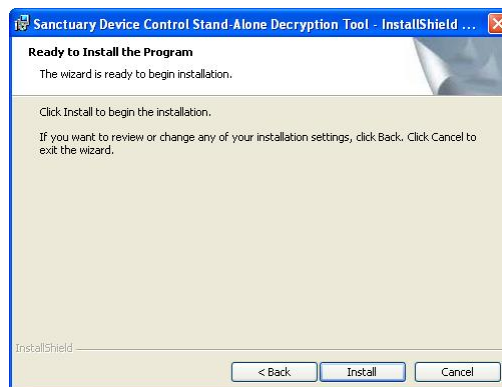 Sanctuary Device Control Stand-Alone Decryption Tool - InstallShield ...
Ready to Install the Program
The wizard is ready to begin installation.
Click Install to begin the installation.
If you want to review or change any of your installation settings, click Back. Click Cancel to
exit the wizard.
InstallShield
< Back
Install
Cancel